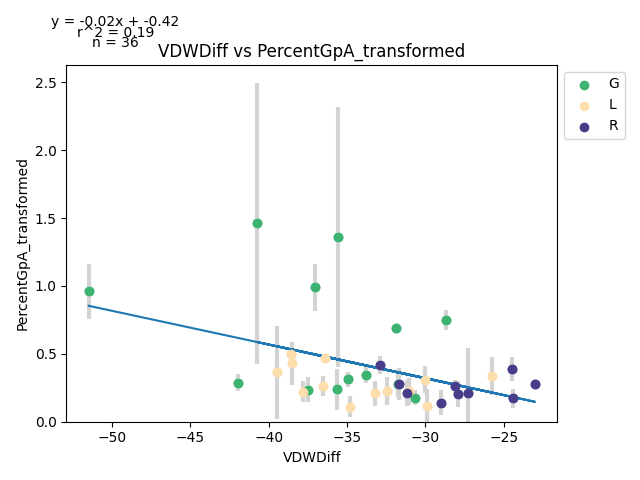 y = -0.02x + -0.42
r^2 = 0.19
n = 36
VDWDiff vs PercentGpA_transformed
G
L
R
PercentGpA_transformed
2.5
2.0
1.5
1.0
0.5
0.0
−50
−45
−40
−35
−30
−25
VDWDiff